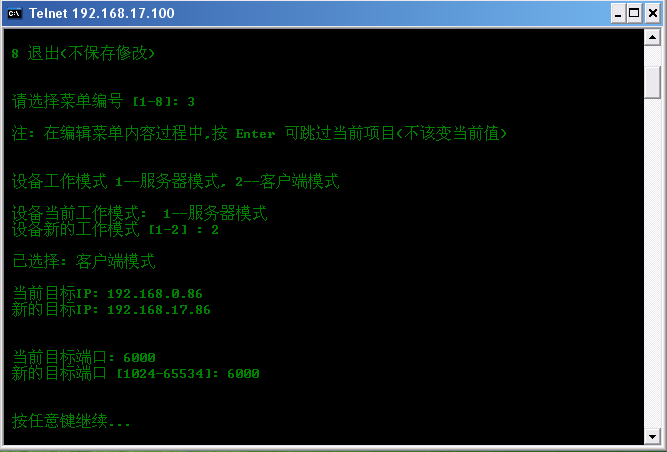 Telnet 192.168.17.100
8 退出<不保存修改>
请选择菜单编号 [1-8]: 3
注: 在编辑菜单内容过程中,按 Enter 可跳过当前项目<不该变当前值>
设备工作模式 1--服务器模式, 2--客户端模式
设备当前工作模式: 1--服务器模式
设备新的工作模式 [1-2] : 2
已选择: 客户端模式
当前目标IP: 192.168.0.86
新的目标IP: 192.168.17.86
当前目标端口: 6000
新的目标端口 [1024-65534]: 6000
按任意键继续...